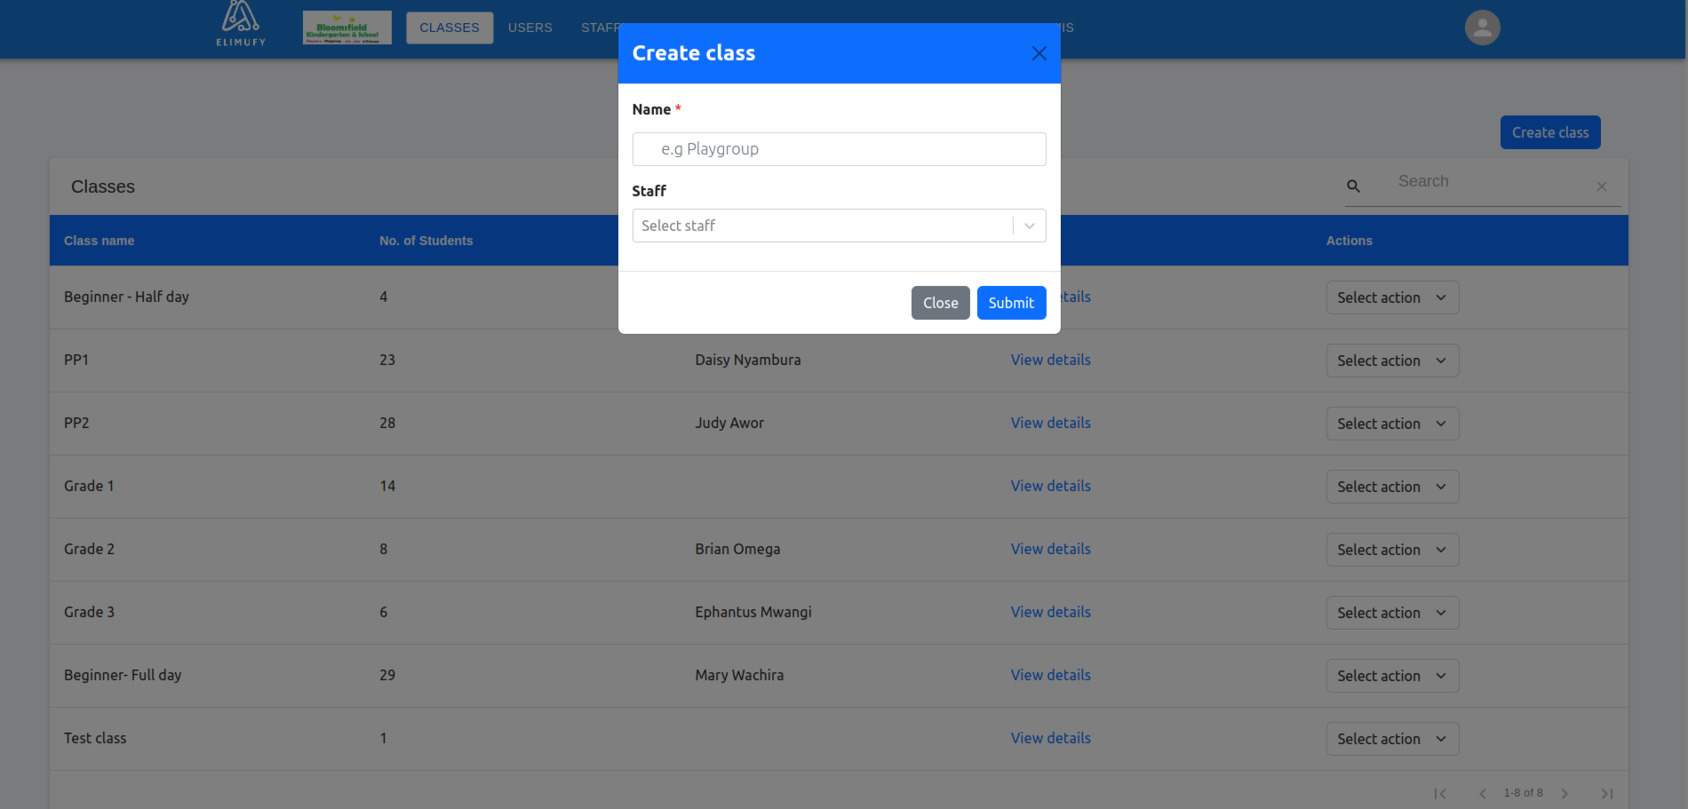 ELIMUFY
Bloomsfield
Kindergarten & School
CLASSES
USERS
STAFF
IS
Create class
Name *
e.g Playgroup
Staff
Select staff
Close
Submit
Create class
Classes
Search
Class name No. of Students Actions
Beginner - Half day 4 etails Select action
PP1 23 Daisy Nyambura View details Select action
PP2 28 Judy Awor View details Select action
Grade 1 14 View details Select action
Grade 2 8 Brian Omega View details Select action
Grade 3 6 Ephantus Mwangi View details Select action
Beginner- Full day 29 Mary Wachira View details Select action
Test class 1 View details Select action
1-8 of 8